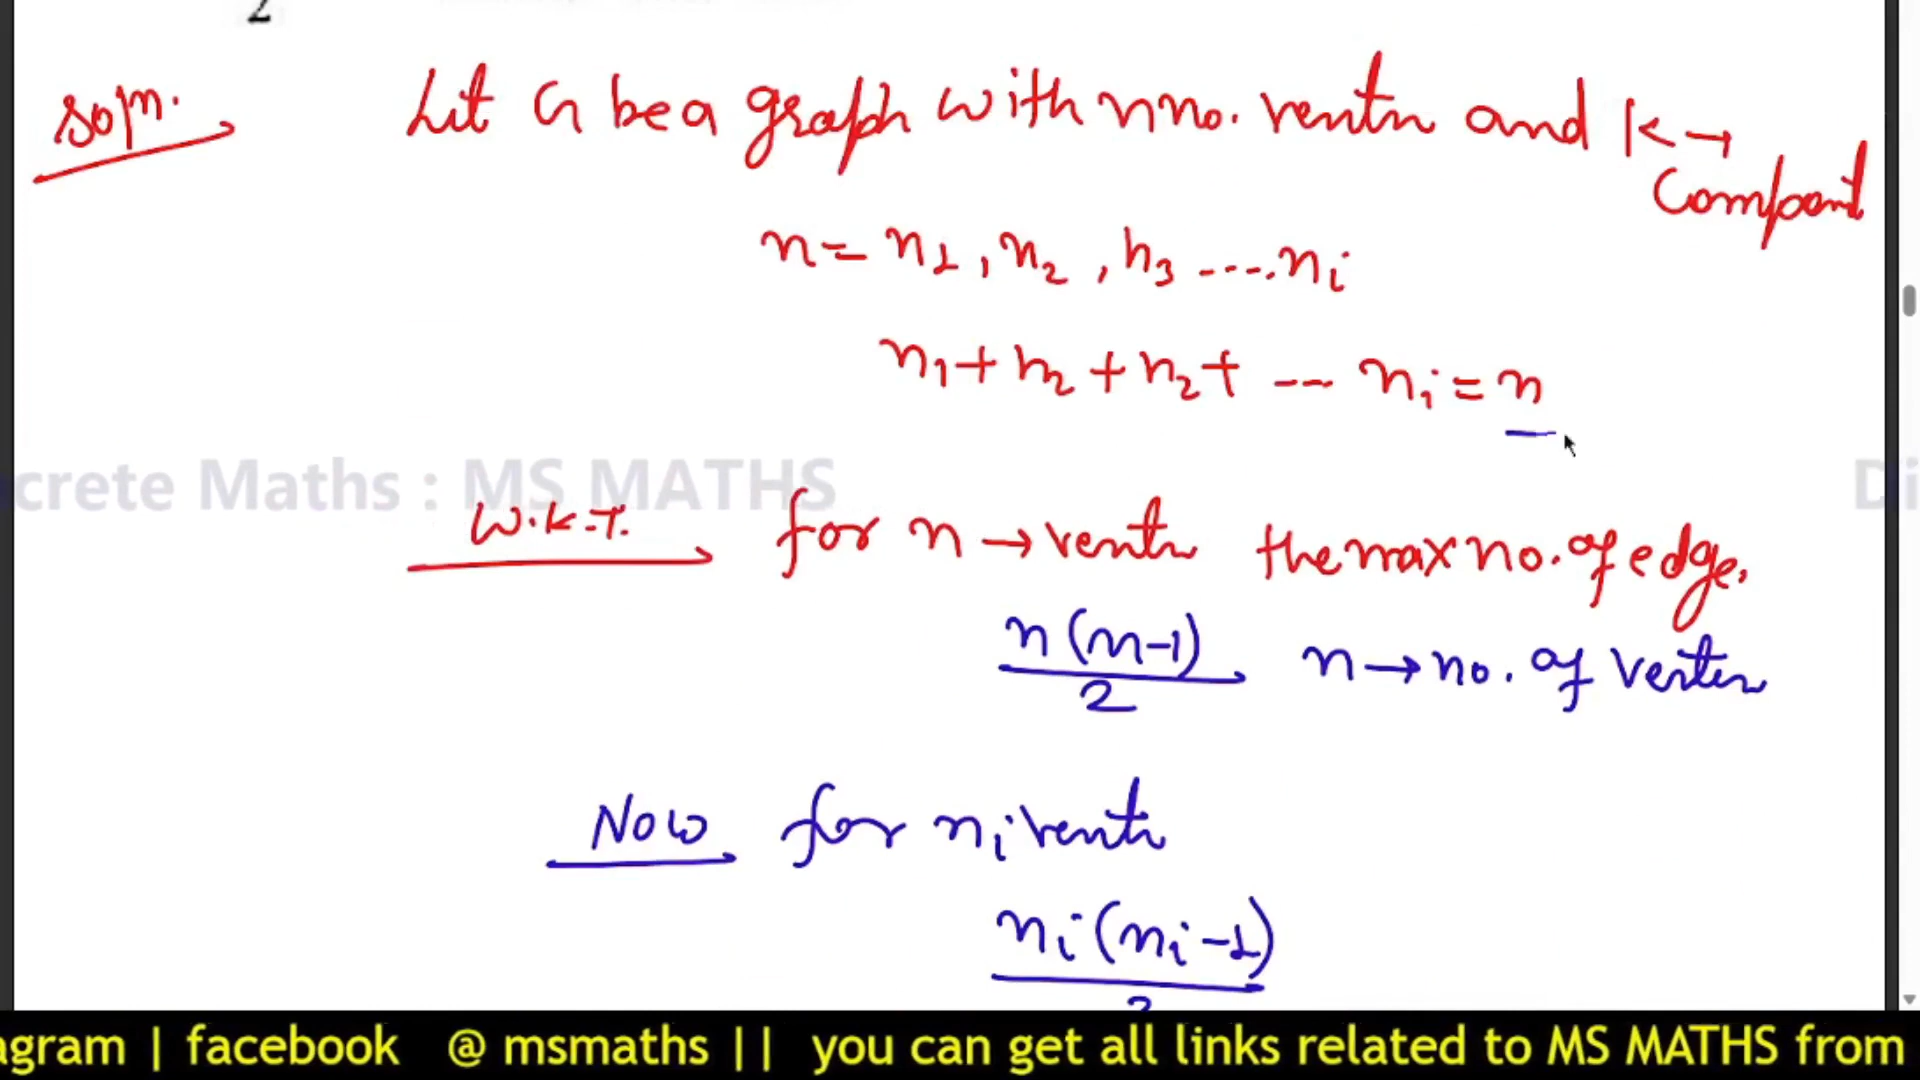 2
Soln.
Let G be a graph with n no. vertex and K →
Compoent
n = n1, n2, n3 ---- ni
n1 + n2 + n2 + --- ni = n
crete Maths : MS MATHS Di
W.K.T. for n → vertex the max no. of edge.
n(n-1)
2
n → no. of vertex
Now for ni vertex
ni(ni-1)
2
agram | facebook @ msmaths || you can get all links related to MS MATHS from